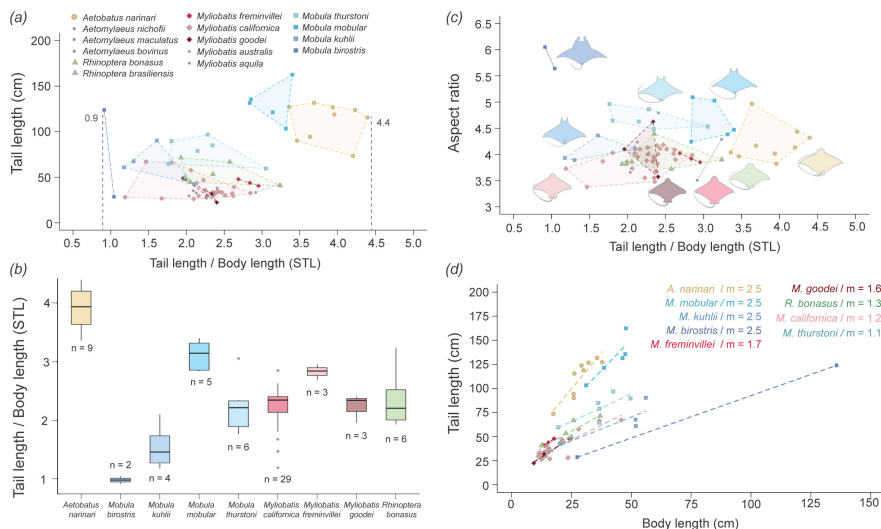 (a)
Aetobatus narinari
Aetomylaeus nichofii
Aetomylaeus maculatus
Aetomylaeus bovinus
Rhinoptera bonasus
Rhinoptera brasiliensis
Myliobatis freminvillei
Myliobatis californica
Myliobatis goodei
Myliobatis australis
Myliobatis aquila
Mobula thurstoni
Mobula mobular
Mobula kuhlii
Mobula birostris
Tail length (cm)
200
150
100
50
0
0.9
4.4
0.5 1.0 1.5 2.0 2.5 3.0 3.5 4.0 4.5 5.0
Tail length / Body length (STL)
(c)
Aspect ratio
6.5
6
5.5
5
4.5
4
3.5
3
0.5 1.0 1.5 2.0 2.5 3.0 3.5 4.0 4.5 5.0
Tail length / Body length (STL)
(b)
Tail length / Body length (STL)
4
3
2
1
n = 9
n = 2
n = 4
n = 5
n = 6
n = 29
n = 3
n = 3
n = 6
Aetobatus narinari
Mobula birostris
Mobula kuhlii
Mobula mobular
Mobula thurstoni
Myliobatis californica
Myliobatis freminvillei
Myliobatis goodei
Rhinoptera bonasus
(d)
A. narinari / m = 2.5
M. mobular / m = 2.5
M. kuhlii / m = 2.5
M. birostris / m = 2.5
M. freminvillei / m = 1.7
M. goodei / m = 1.6
R. bonasus / m = 1.3
M. californica / m = 1.2
M. thurstoni / m = 1.1
Tail length (cm)
200
175
150
125
100
75
50
25
0
0 25 50 75 100 125 150
Body length (cm)